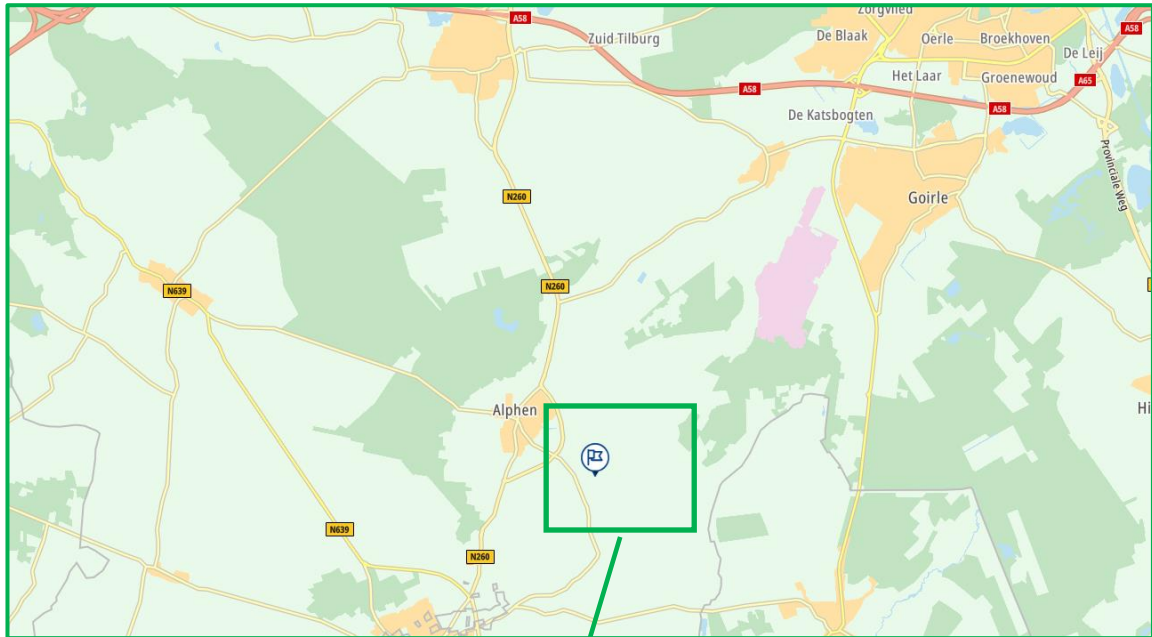 Zorgvlied
A58
Zuid Tilburg
De Blaak
Oerle
Broekhoven
A58
De Leij
Het Laar
Groenewoud
A65
A58
A58
De Katsbogten
Provinciale Weg
N260
Goirle
N260
N639
Alphen
Hi
N639
N260